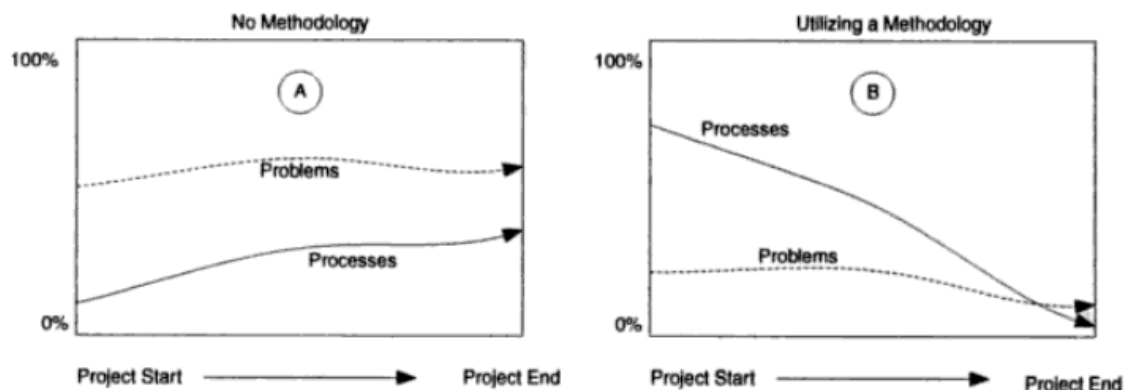 No Methodology
100%
A
Problems
Processes
0%
Project Start
Project End
Utilizing a Methodology
100%
B
Processes
Problems
0%
Project Start
Project End